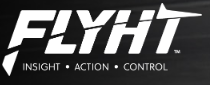 FLYHT™
INSIGHT • ACTION • CONTROL